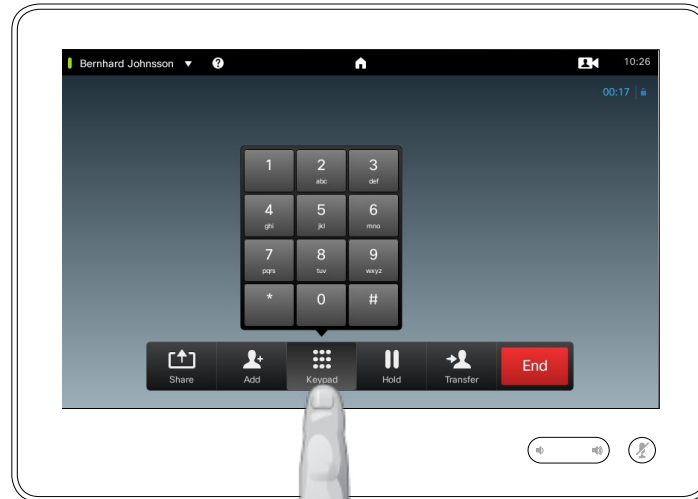 Bernhard Johnsson ▼ ? 10:26
00:17
1 2 3
abc def
4 5 6
ghi jkl mno
7 8 9
pqrs tuv wxyz
* 0 #
Share Add Keypad Hold Transfer End